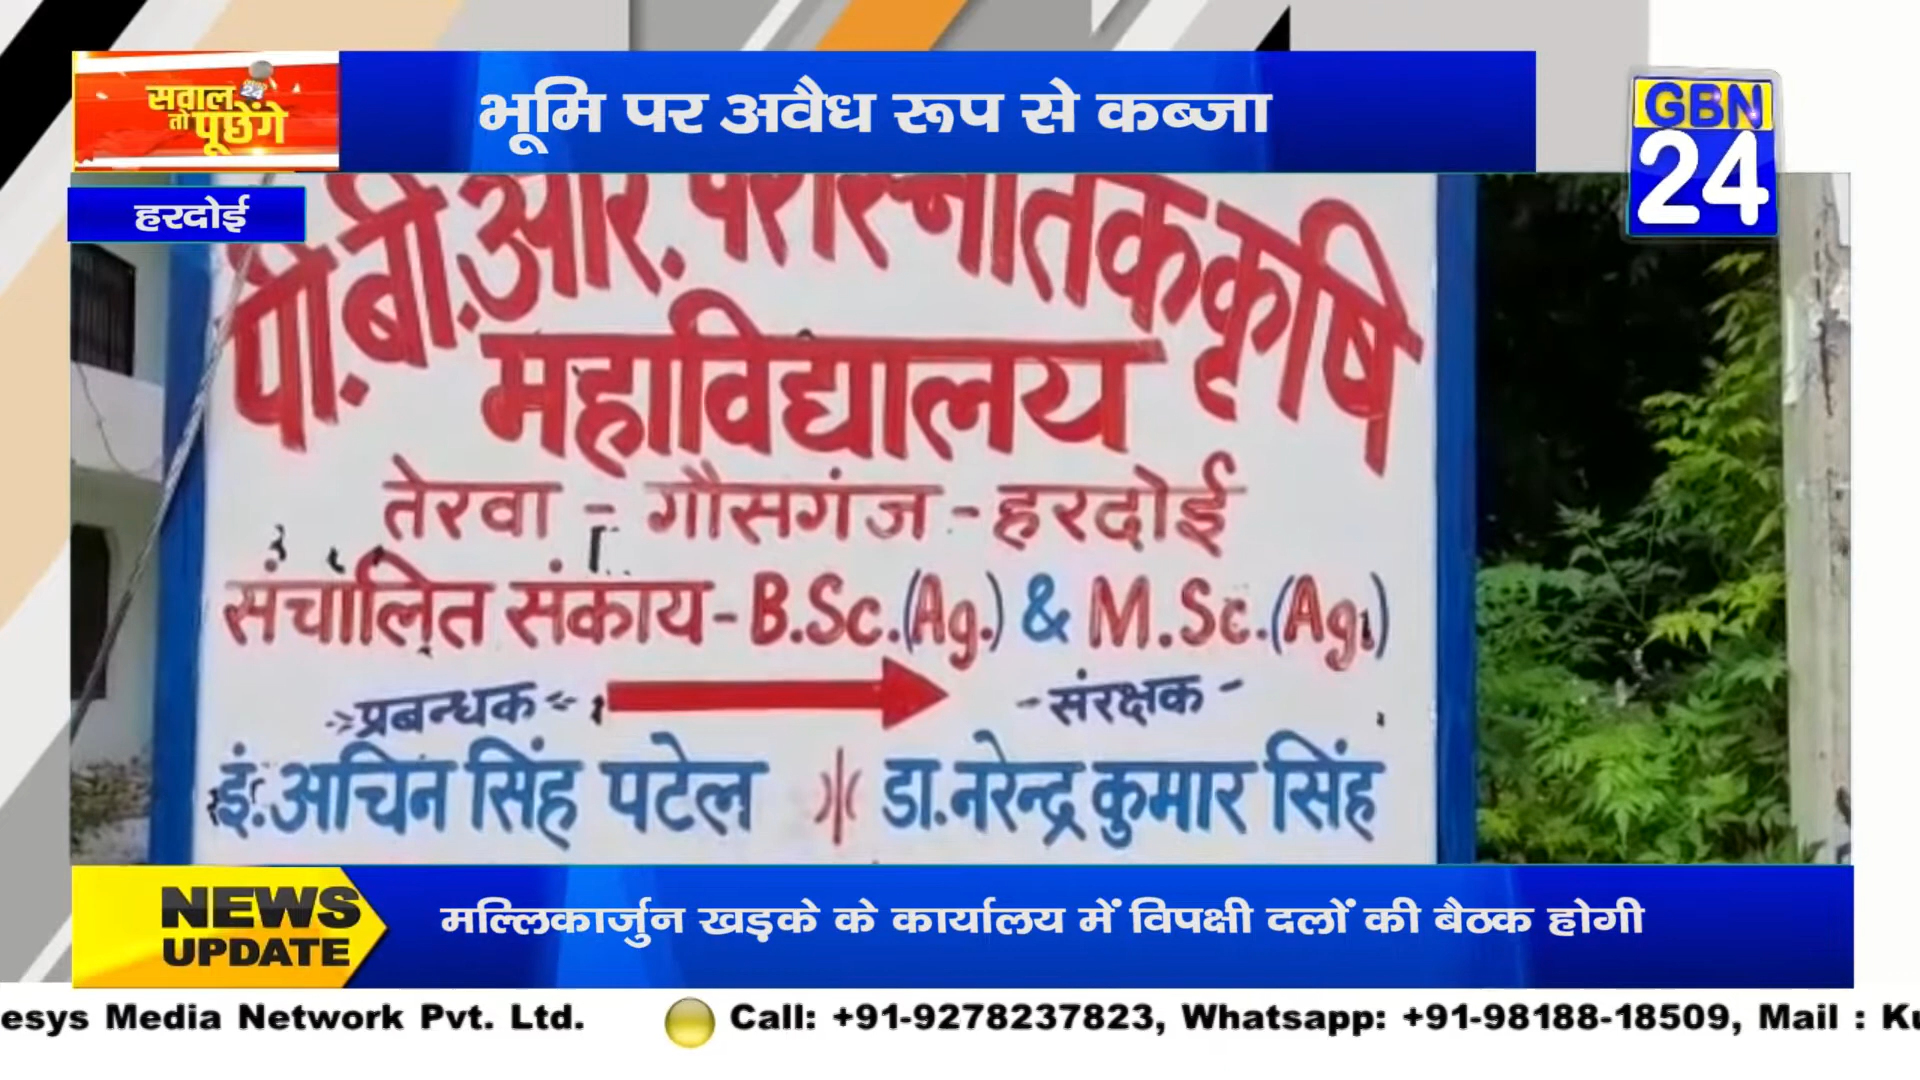 सवाल
तो पूछेंगे
भूमि पर अवैध रूप से कब्जा
GBN
24
हरदोई
पी.बी.आर. परास्नातक कृषि
महाविद्यालय
तेरवा - गौसगंज - हरदोई
संचालित संकाय - B.Sc.(Ag.) & M.Sc.(Ag.)
प्रबन्धक
संरक्षक
इं. अचिन सिंह पटेल
डा. नरेन्द्र कुमार सिंह
NEWS
UPDATE
मल्लिकार्जुन खड़के के कार्यालय में विपक्षी दलों की बैठक होगी
esys Media Network Pvt. Ltd.
Call: +91-9278237823, Whatsapp: +91-98188-18509, Mail : Ku